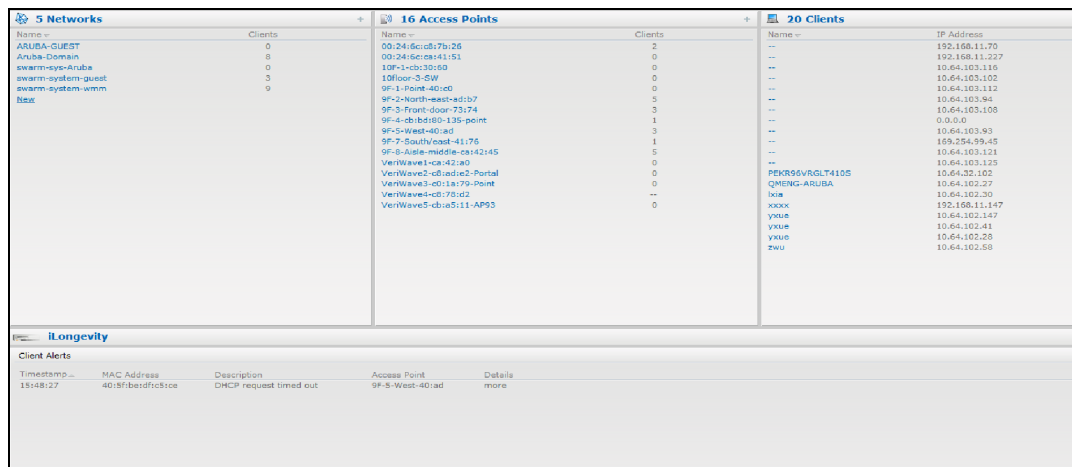 5 Networks +
Name Clients
ARUBA-GUEST 0
Aruba-Domain 8
swarm-sys-Aruba 0
swarm-system-guest 3
swarm-system-wmm 9
New
16 Access Points +
Name Clients
00:24:6c:c8:7b:26 2
00:24:6c:ca:41:51 0
10F-1-cb:30:60 0
10floor-3-SW 0
9F-1-Point-40:c0 0
9F-2-North-east-ad:b7 5
9F-3-Front-door-73:74 3
9F-4-cb:bd:80-135-point 1
9F-5-West-40:ad 3
9F-7-South/east-41:76 1
9F-8-Aisle-middle-ca:42:45 5
VeriWave1-ca:42:a0 0
VeriWave2-c8:ad:e2-Portal 0
VeriWave3-c0:1a:79-Point 0
VeriWave4-c8:78:d2 --
VeriWave5-cb:a5:11-AP93 0
20 Clients
Name IP Address
-- 192.168.11.70
-- 192.168.11.227
-- 10.64.103.116
-- 10.64.103.102
-- 10.64.103.112
-- 10.64.103.94
-- 10.64.103.108
-- 0.0.0.0
-- 10.64.103.93
-- 169.254.99.45
-- 10.64.103.121
-- 10.64.103.125
PEKR96VRGLT410S 10.64.32.102
QMENG-ARUBA 10.64.102.27
Ixia 10.64.102.30
xxxx 192.168.11.147
yxue 10.64.102.147
yxue 10.64.102.41
yxue 10.64.102.28
zwu 10.64.102.58
iLongevity
Client Alerts
Timestamp MAC Address Description Access Point Details
15:48:27 40:5f:be:df:c5:ce DHCP request timed out 9F-5-West-40:ad more